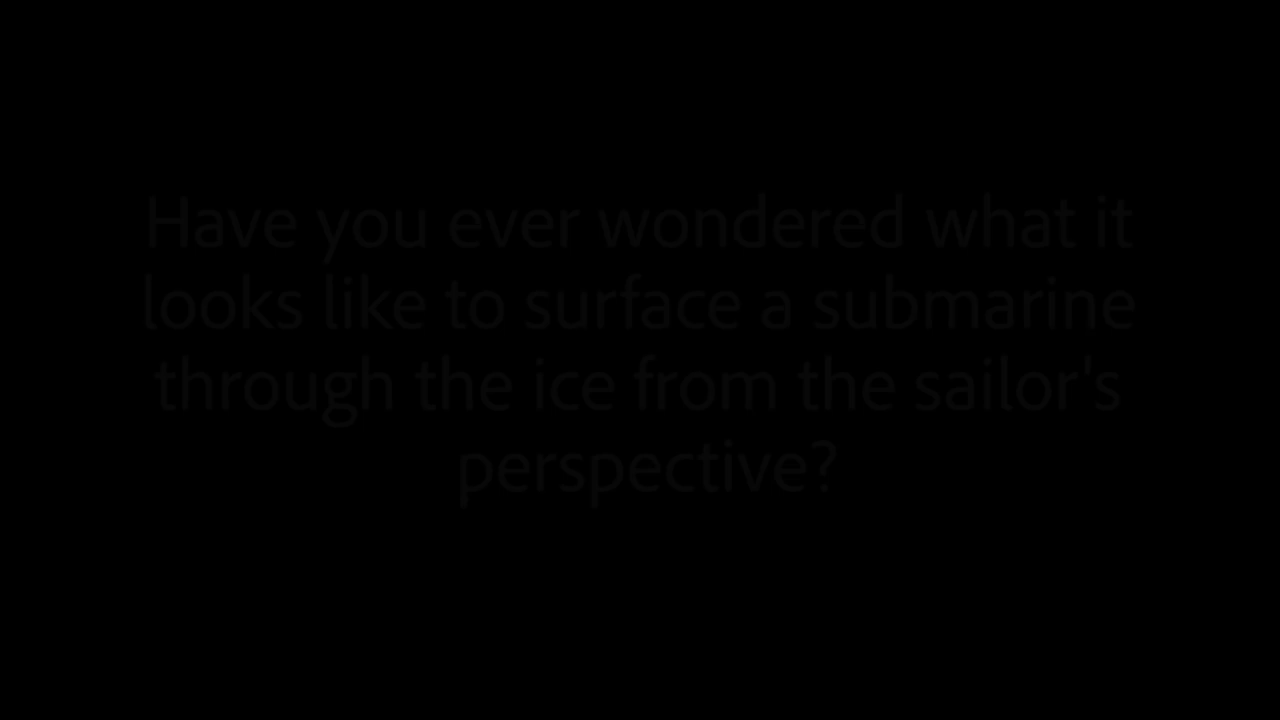 Have you ever wondered what it
looks like to surface a submarine
through the ice from the sailor's
perspective?